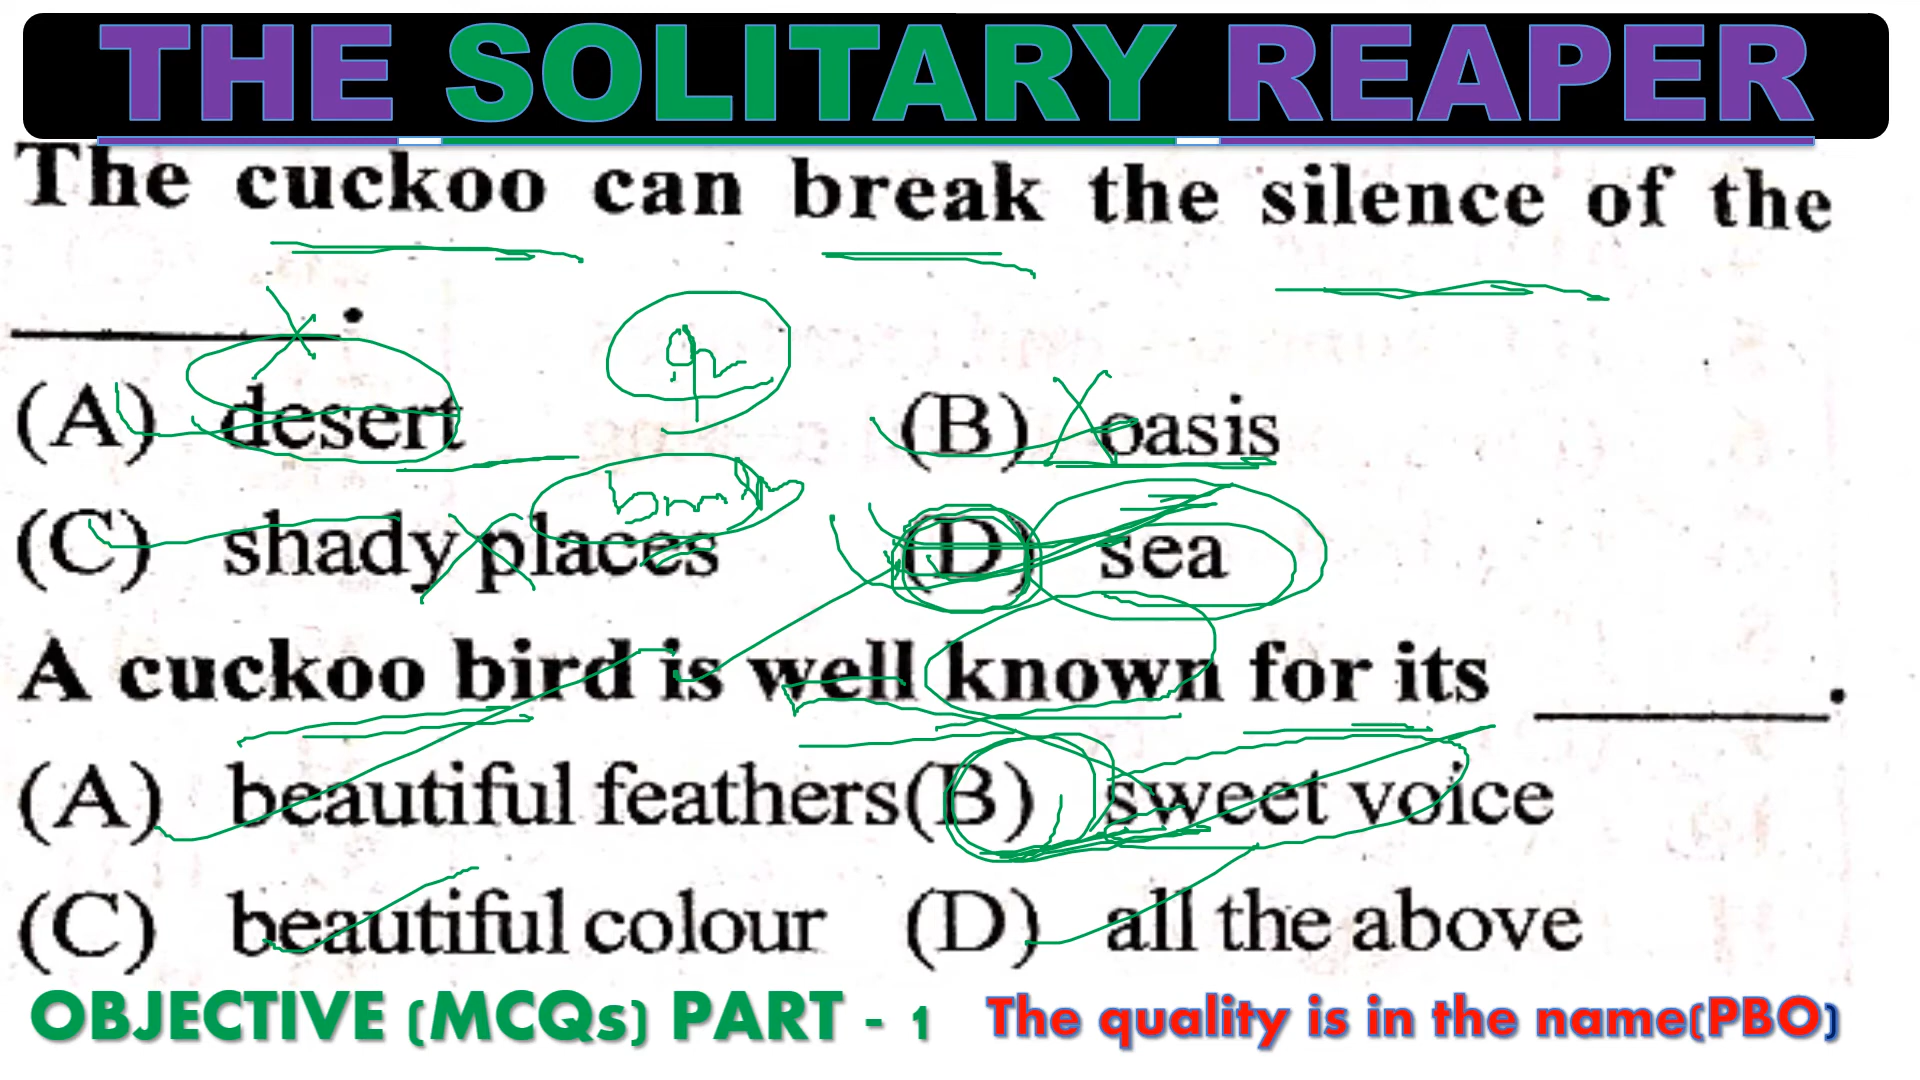 THE SOLITARY REAPER
The cuckoo can break the silence of the
________.
(A) desert (B) oasis
(C) shady places (D) sea
A cuckoo bird is well known for its ________.
(A) beautiful feathers (B) sweet voice
(C) beautiful colour (D) all the above
OBJECTIVE (MCQs) PART - 1 The quality is in the name(PBO)